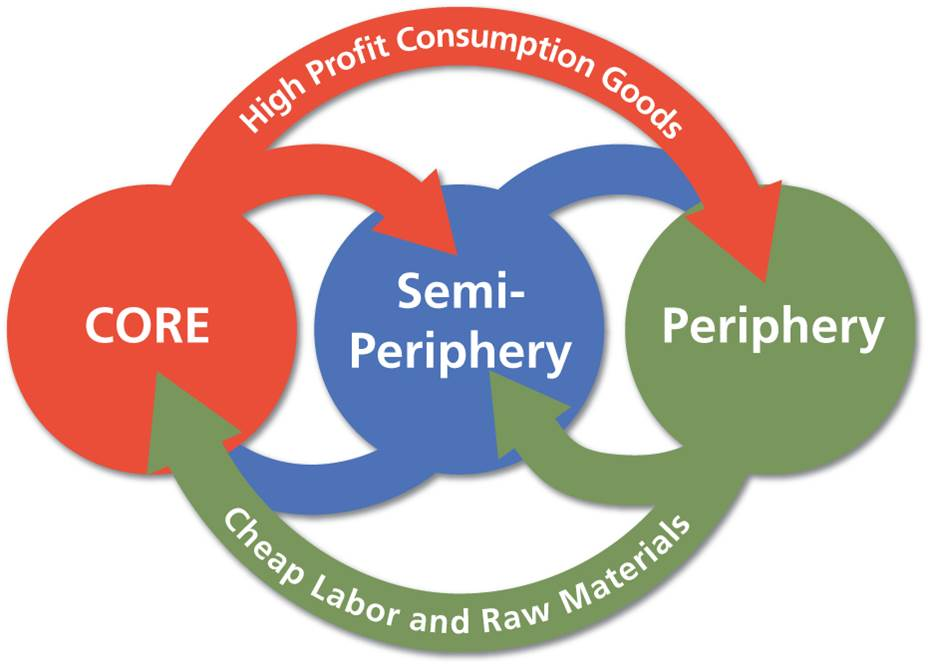 High Profit Consumption Goods
CORE
Semi-
Periphery
Periphery
Cheap Labor and Raw Materials